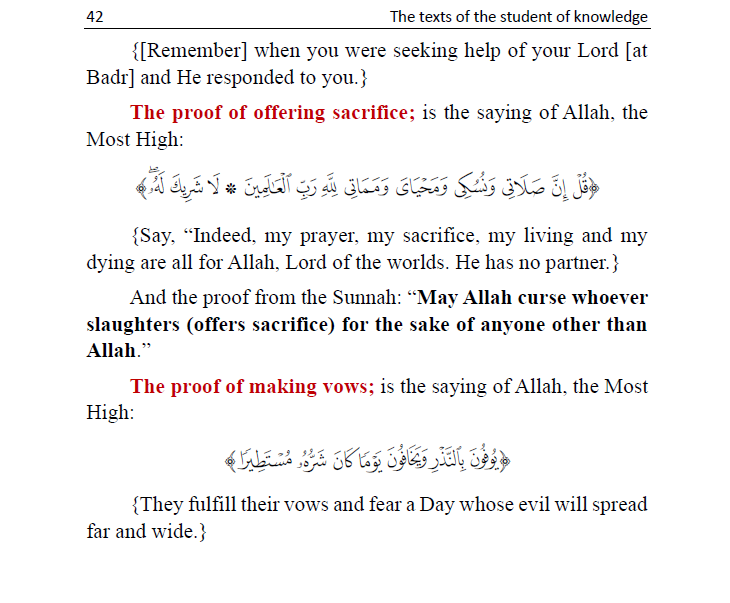 42 The texts of the student of knowledge
{[Remember] when you were seeking help of your Lord [at
Badr] and He responded to you.}
The proof of offering sacrifice; is the saying of Allah, the
Most High:
﴿قُلْ إِنَّ صَلَاتِي وَنُسُكِي وَمَحْيَايَ وَمَمَاتِي لِلَّهِ رَبِّ ٱلْعَالَمِينَ * لَا شَرِيكَ لَهُۥۖ﴾
{Say, “Indeed, my prayer, my sacrifice, my living and my
dying are all for Allah, Lord of the worlds. He has no partner.}
And the proof from the Sunnah: “May Allah curse whoever
slaughters (offers sacrifice) for the sake of anyone other than
Allah.”
The proof of making vows; is the saying of Allah, the Most
High:
﴿يُوفُونَ بِٱلنَّذْرِ وَيَخَافُونَ يَوْمًا كَانَ شَرُّهُۥ مُسْتَطِيرًا﴾
{They fulfill their vows and fear a Day whose evil will spread
far and wide.}